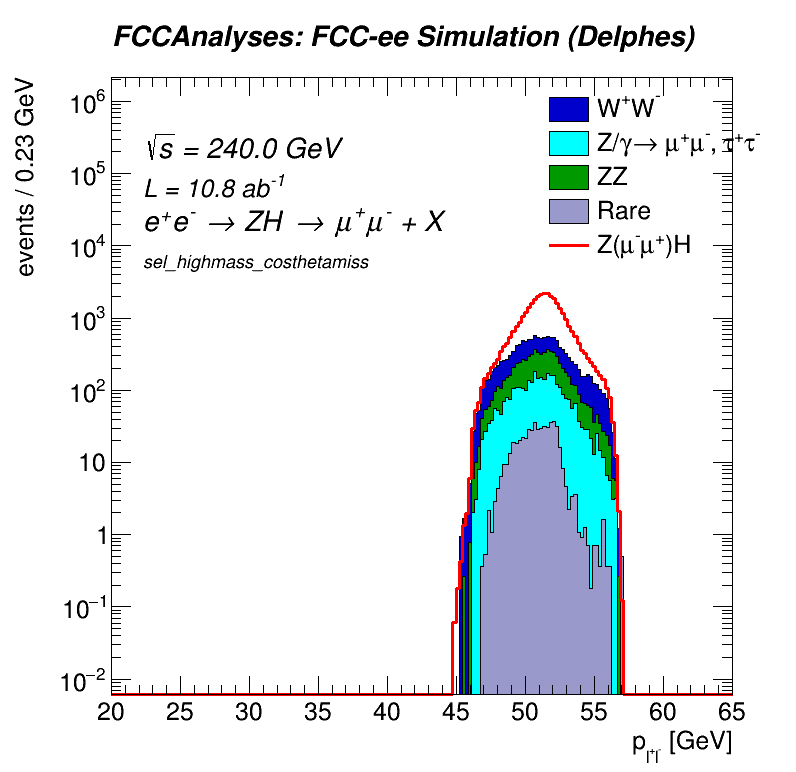 FCCAnalyses: FCC-ee Simulation (Delphes)
events / 0.23 GeV
10⁶
10⁵
10⁴
10³
10²
10
1
10⁻¹
10⁻²
√s = 240.0 GeV
L = 10.8 ab⁻¹
e⁺e⁻ → ZH → μ⁺μ⁻ + X
sel_highmass_costhetamiss
W⁺W⁻
Z/γ→ μ⁺μ⁻, τ⁺τ⁻
ZZ
Rare
Z(μ⁻μ⁺)H
20 25 30 35 40 45 50 55 60 65
p_l⁺l⁻ [GeV]